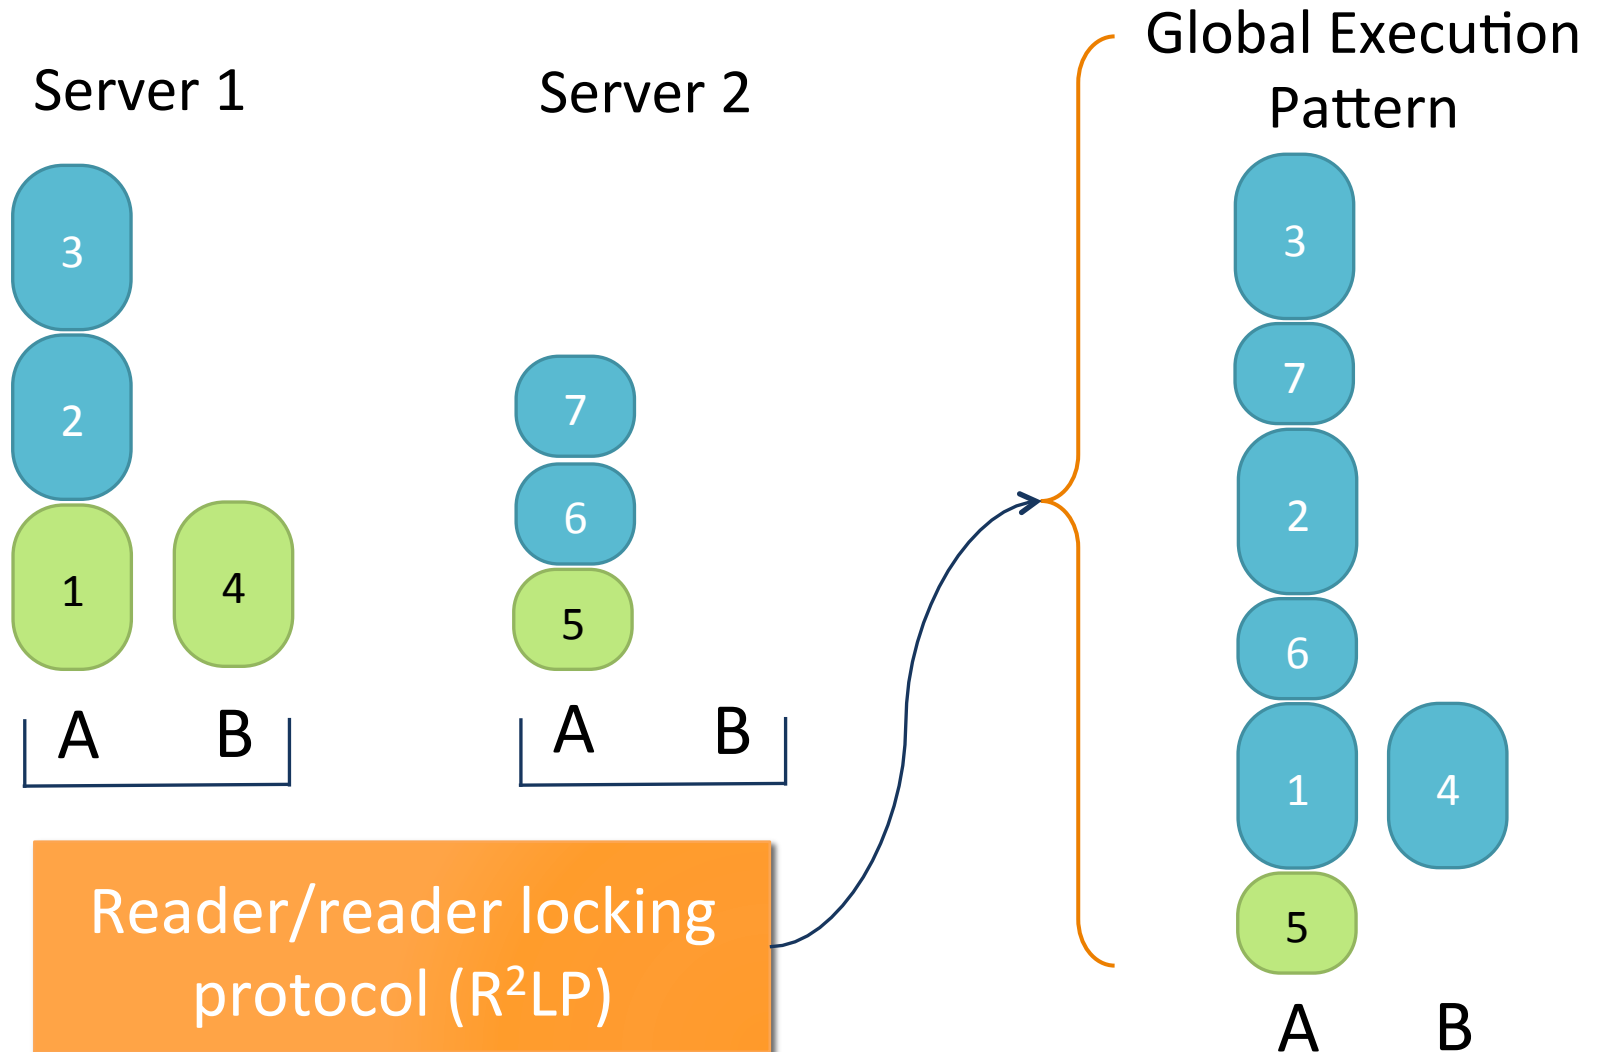 Server 1
3
2
1
4
A B
Server 2
7
6
5
A B
Reader/reader locking
protocol (R²LP)
Global Execution
Pattern
3
7
2
6
1
4
5
A B